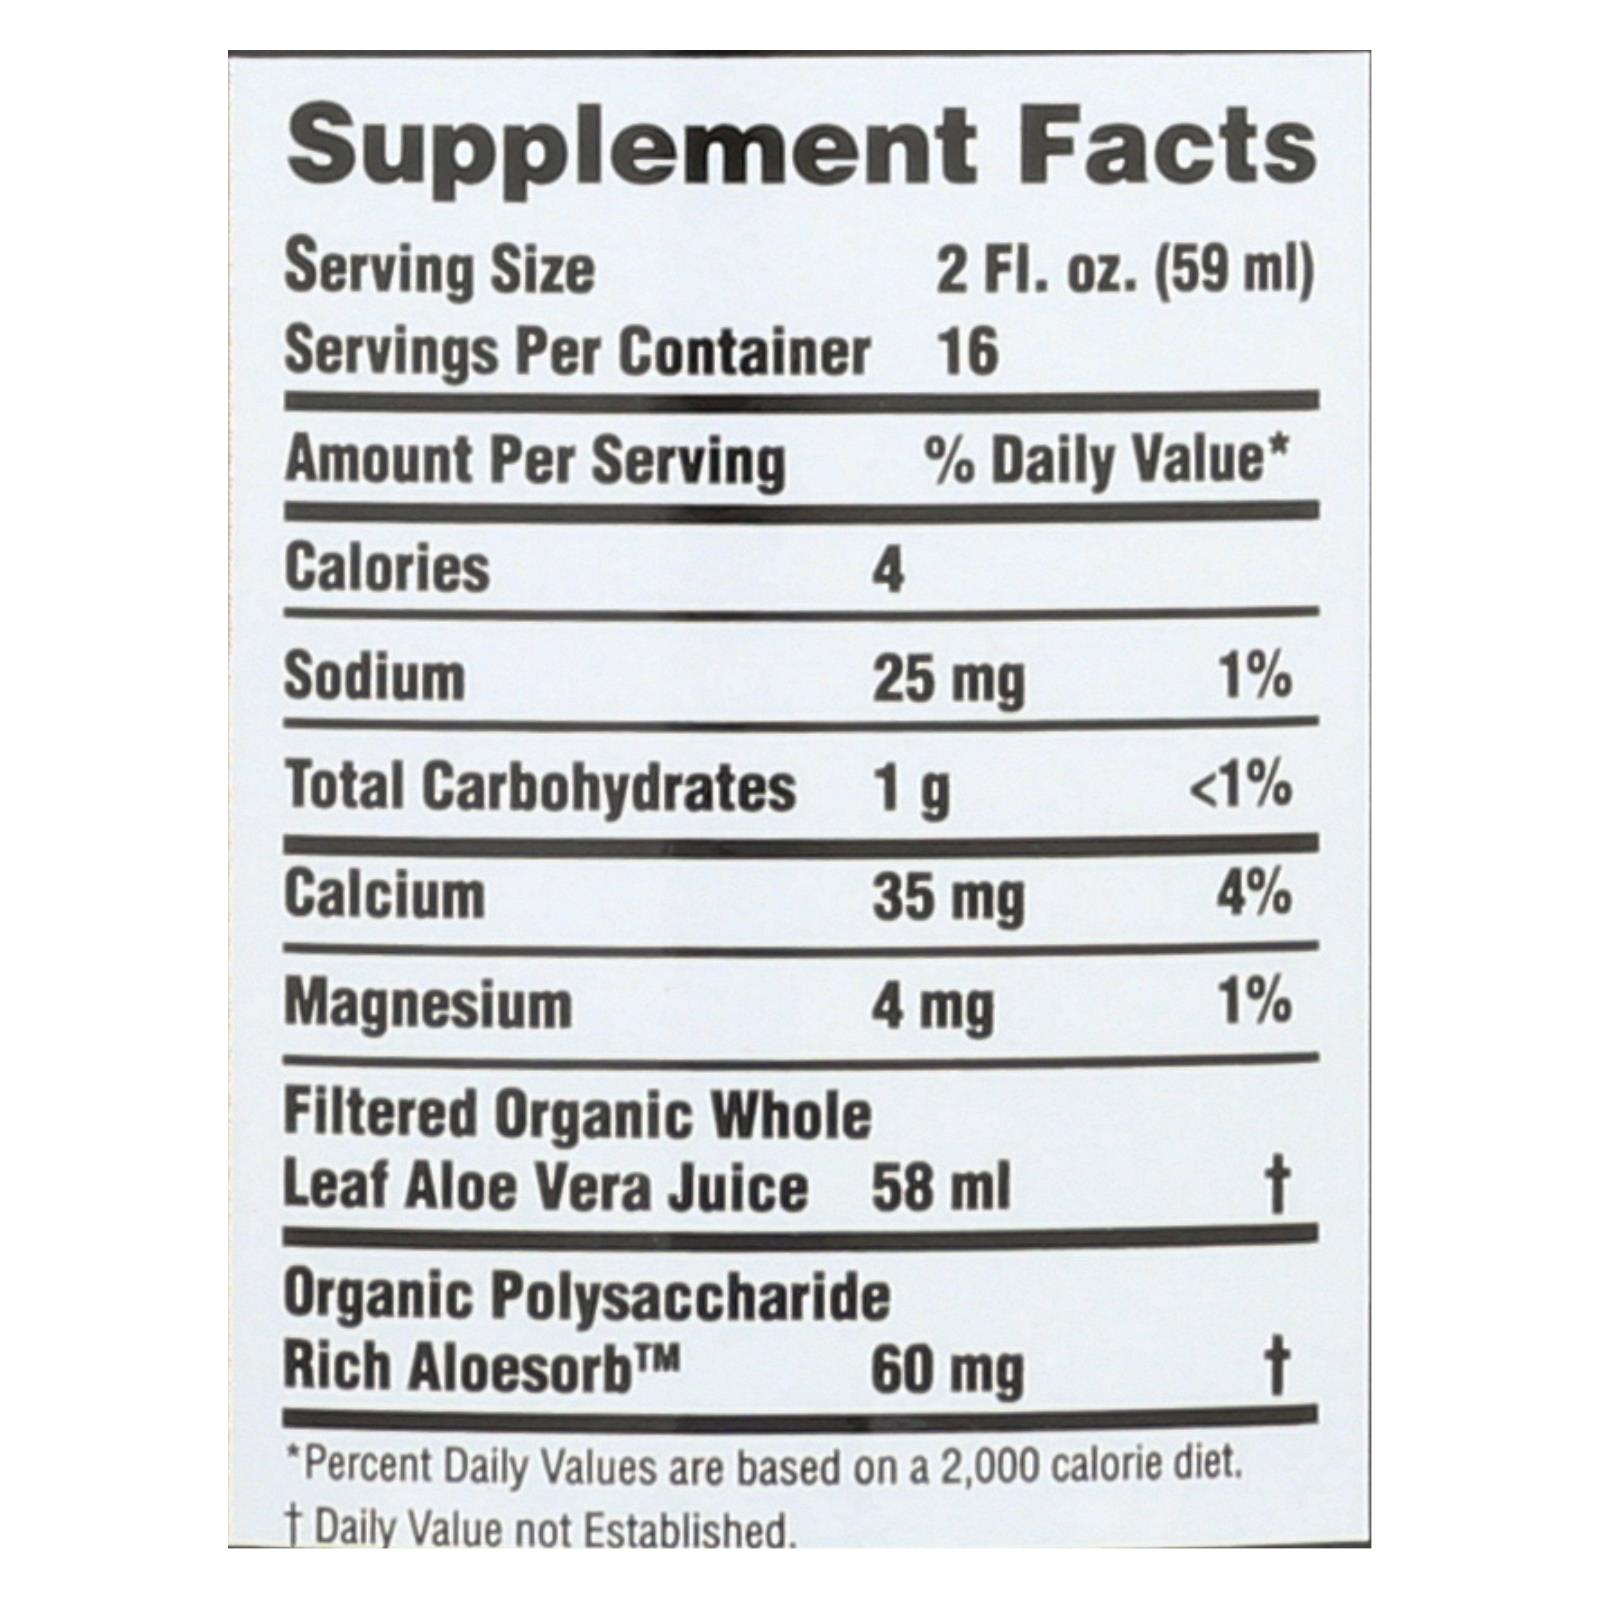 Supplement Facts
Serving Size 2 Fl. oz. (59 ml)
Servings Per Container 16
Amount Per Serving % Daily Value*
Calories 4
Sodium 25 mg 1%
Total Carbohydrates 1 g <1%
Calcium 35 mg 4%
Magnesium 4 mg 1%
Filtered Organic Whole
Leaf Aloe Vera Juice 58 ml †
Organic Polysaccharide
Rich Aloesorb™ 60 mg †
*Percent Daily Values are based on a 2,000 calorie diet.
† Daily Value not Established.